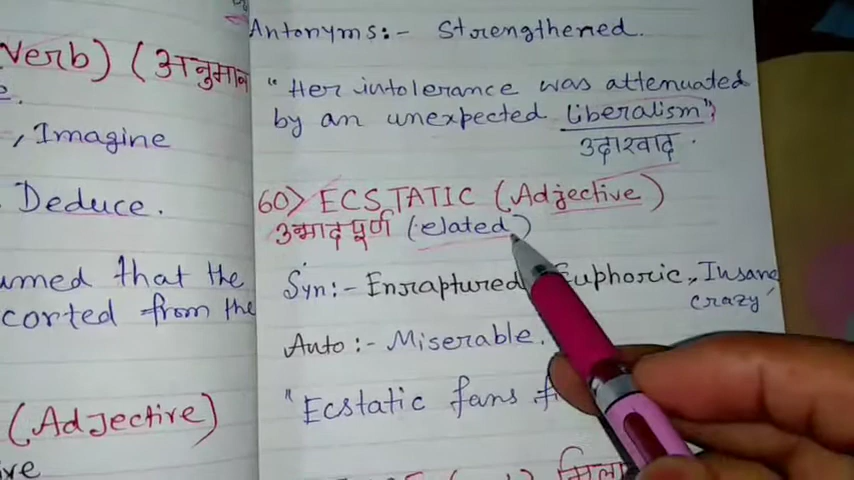 Verb) (अनुमान
, Imagine
Deduce.
umed that the
corted from the
(Adjective)
Antonyms:- Strengthened.
"Her intolerance was attenuated
by an unexpected liberalism"
उदारवाद.
60> ECSTATIC (Adjective)
उन्मादपूर्ण (elated)
Syn:- Enraptured Euphoric, Insane
crazy
Anto:- Miserable.
"Ecstatic fans